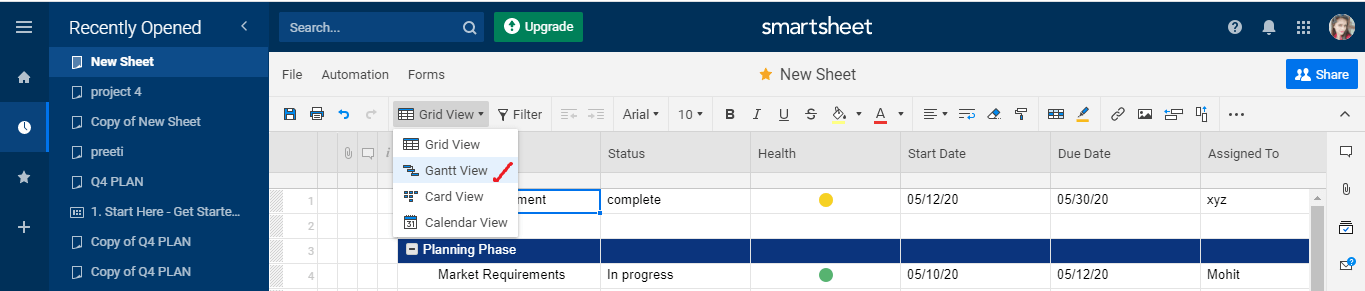 Recently Opened
New Sheet
project 4
Copy of New Sheet
preeti
Q4 PLAN
1. Start Here - Get Starte...
Copy of Q4 PLAN
Copy of Q4 PLAN
Search...
Upgrade
smartsheet
File Automation Forms
New Sheet
Share
Grid View Filter Arial 10 B I U S A
Grid View
Gantt View
Card View
31 Calendar View
Status Health Start Date Due Date Assigned To
1 complete 05/12/20 05/30/20 xyz
2
3 Planning Phase
4 Market Requirements In progress 05/10/20 05/12/20 Mohit